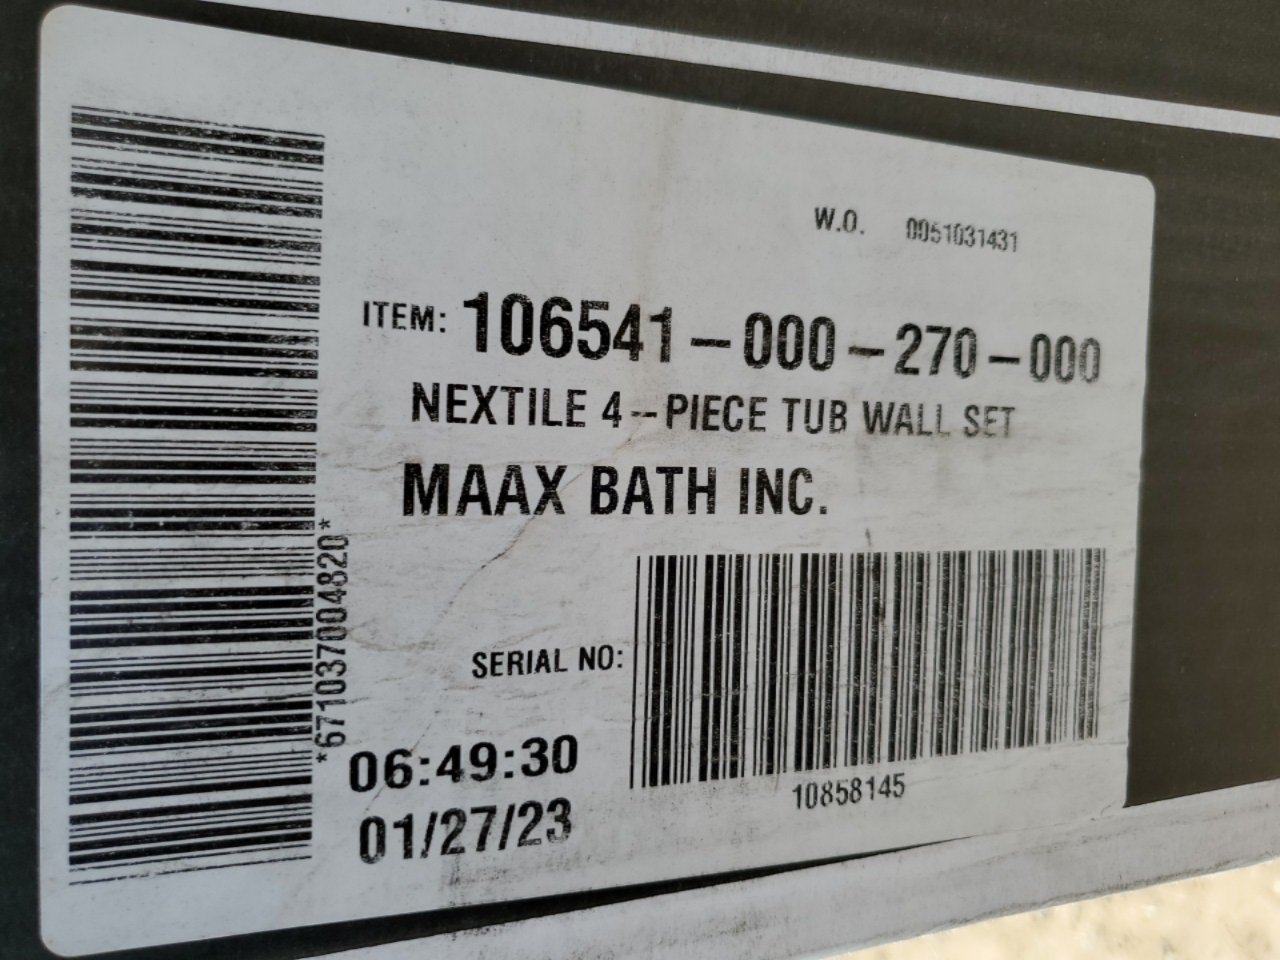 W.O. 0051031431
ITEM: 106541-000-270-000
NEXTILE 4--PIECE TUB WALL SET
MAAX BATH INC.
*671037004820*
SERIAL NO:
10858145
06:49:30
01/27/23